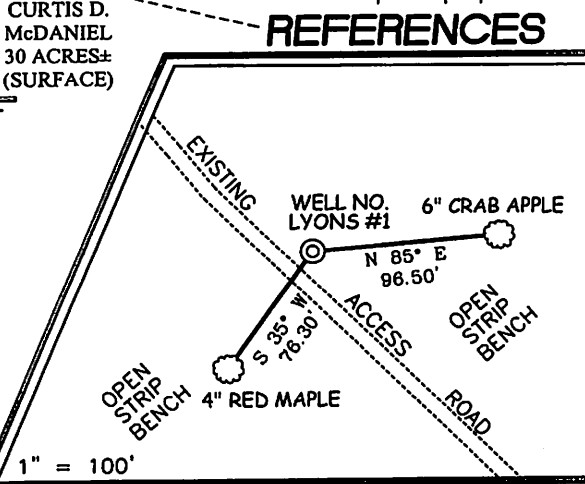 CURTIS D.
McDANIEL
30 ACRES±
(SURFACE)
REFERENCES
EXISTING
WELL NO.
LYONS #1
6" CRAB APPLE
N 85° E
96.50'
ACCESS
OPEN
STRIP
BENCH
S 35° W
76.30'
4" RED MAPLE
OPEN
STRIP
BENCH
ROAD
1" = 100'